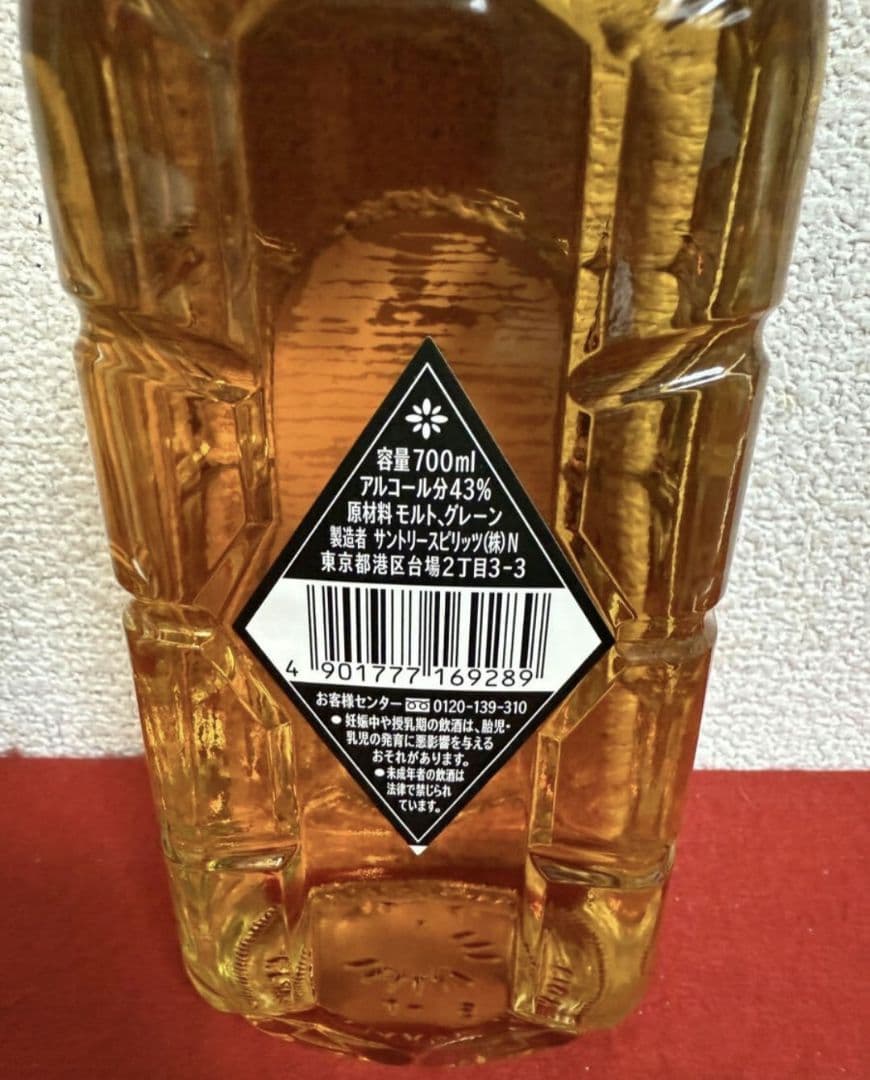 容量700ml
アルコール分43%
原材料 モルト、グレーン
製造者 サントリースピリッツ(株)N
東京都港区台場2丁目3-3
4 901777 169289
お客様センター 0120-139-310
●妊娠中や授乳期の飲酒は、胎児・
乳児の発育に悪影響を与える
おそれがあります。
●未成年者の飲酒は
法律で禁じられ
ています。